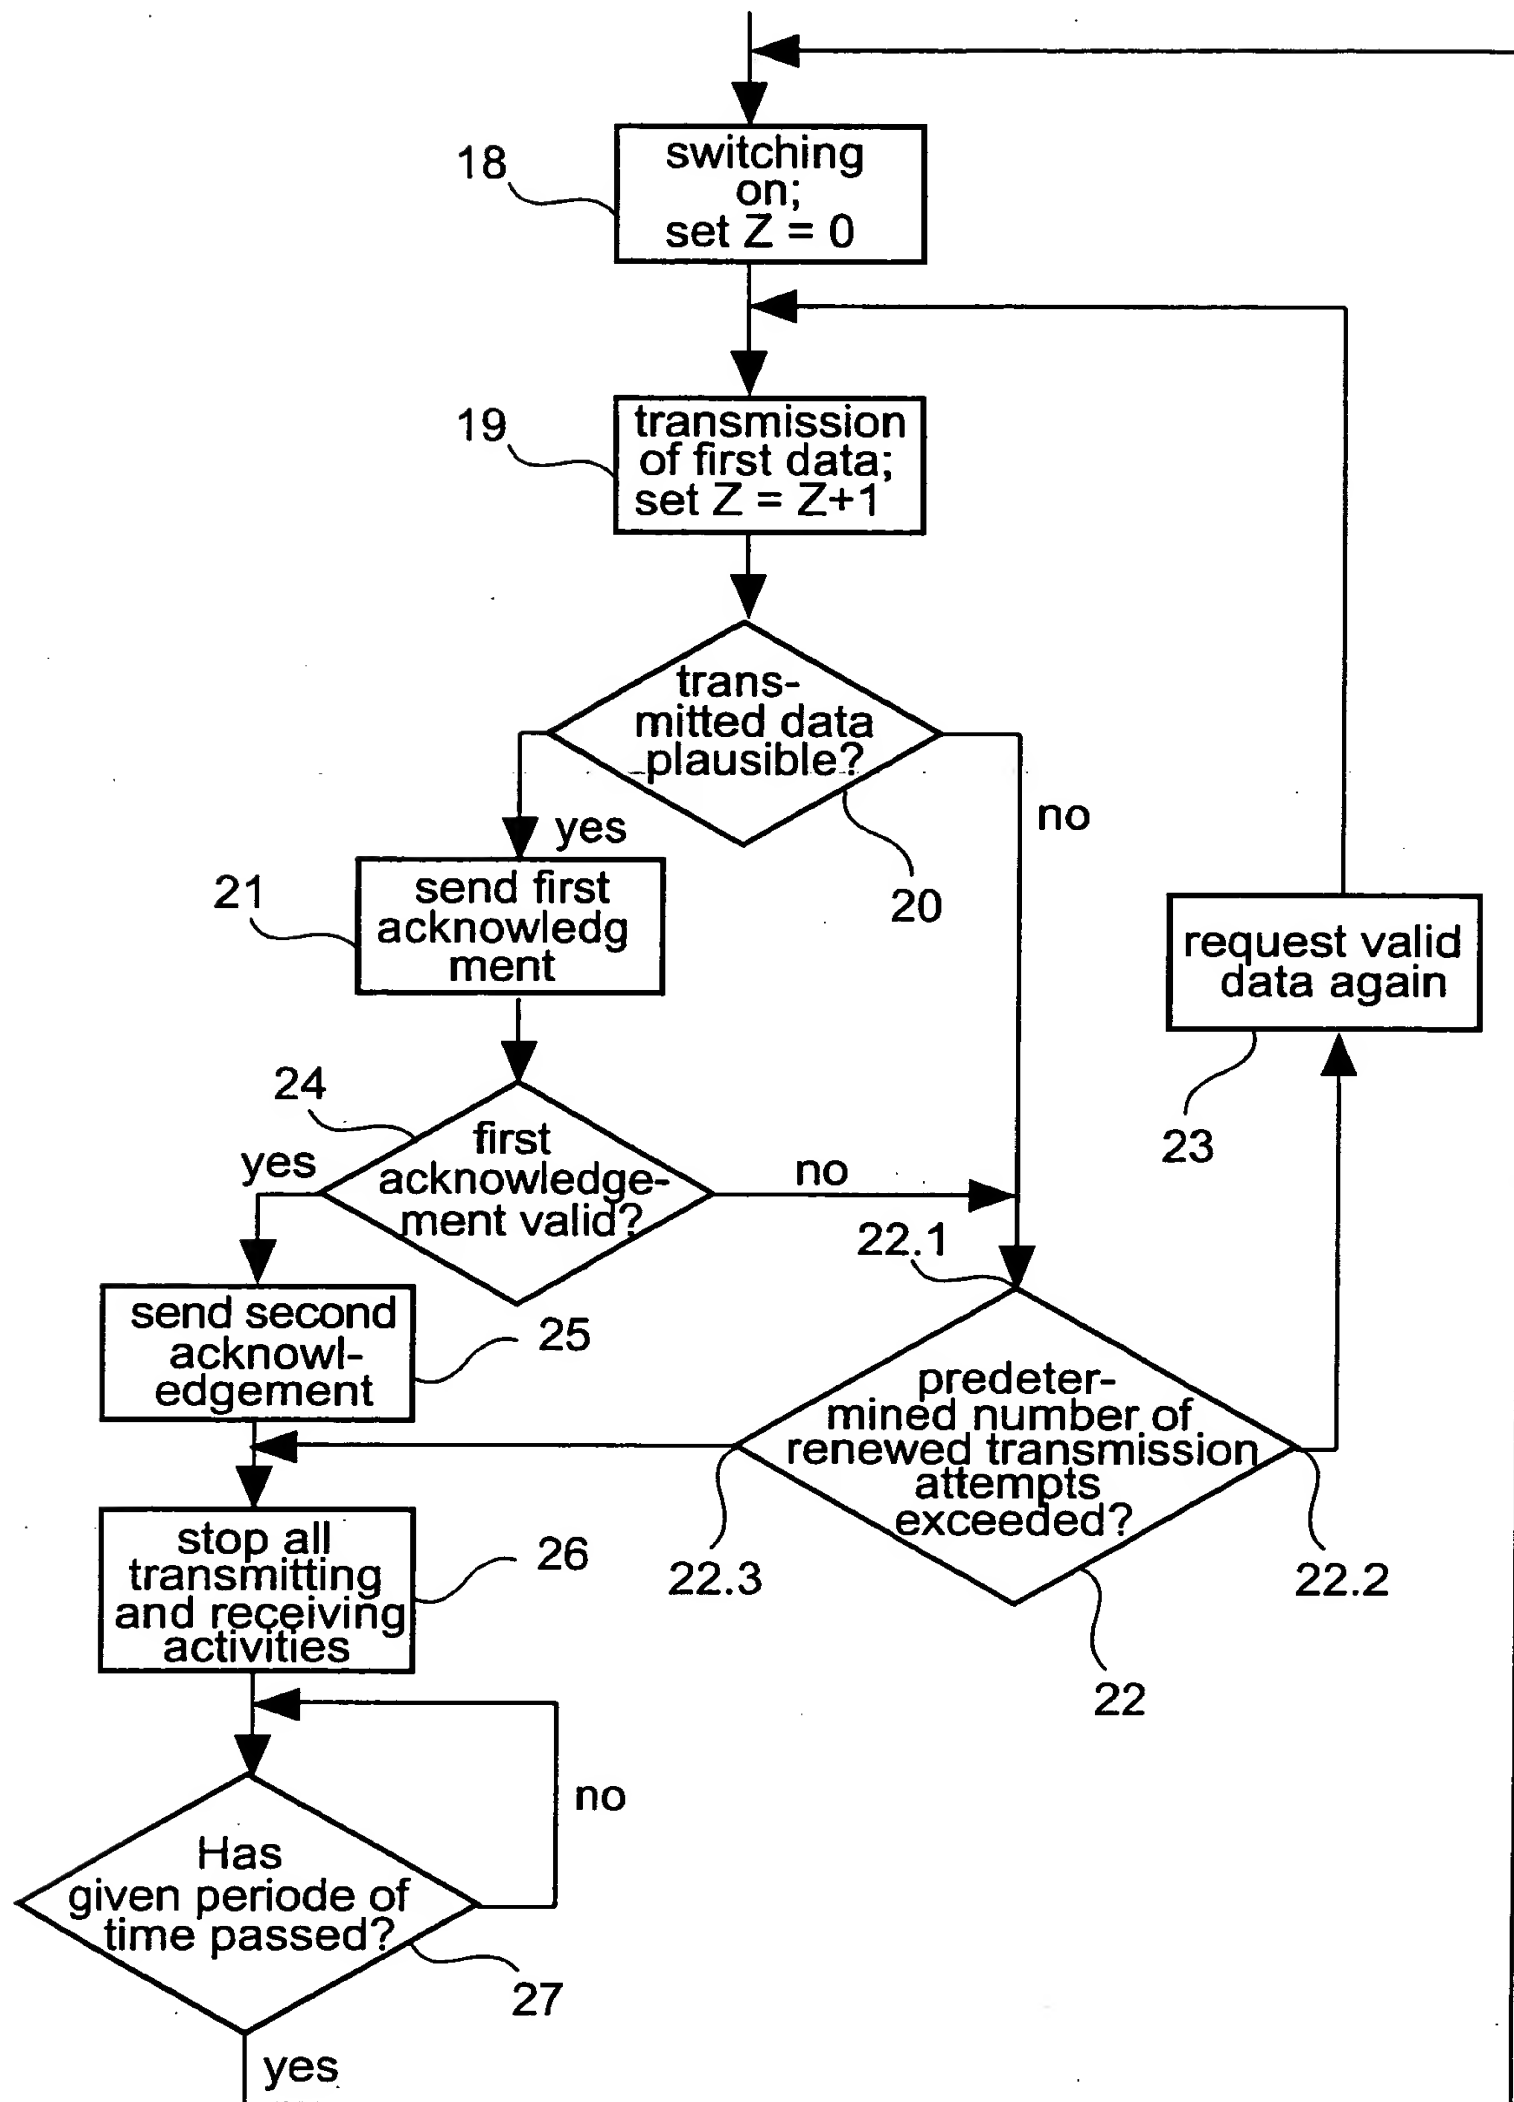 18
switching
on;
set Z = 0
19
transmission
of first data;
set Z = Z+1
trans-
mitted data
plausible?
yes
no
20
21
send first
acknowledg
ment
request valid
data again
23
24
yes
first
acknowledge-
ment valid?
no
22.1
send second
acknowl-
edgement
25
predeter-
mined number of
renewed transmission
attempts
exceeded?
22.3
22.2
22
stop all
transmitting
and receiving
activities
26
no
Has
given periode of
time passed?
27
yes